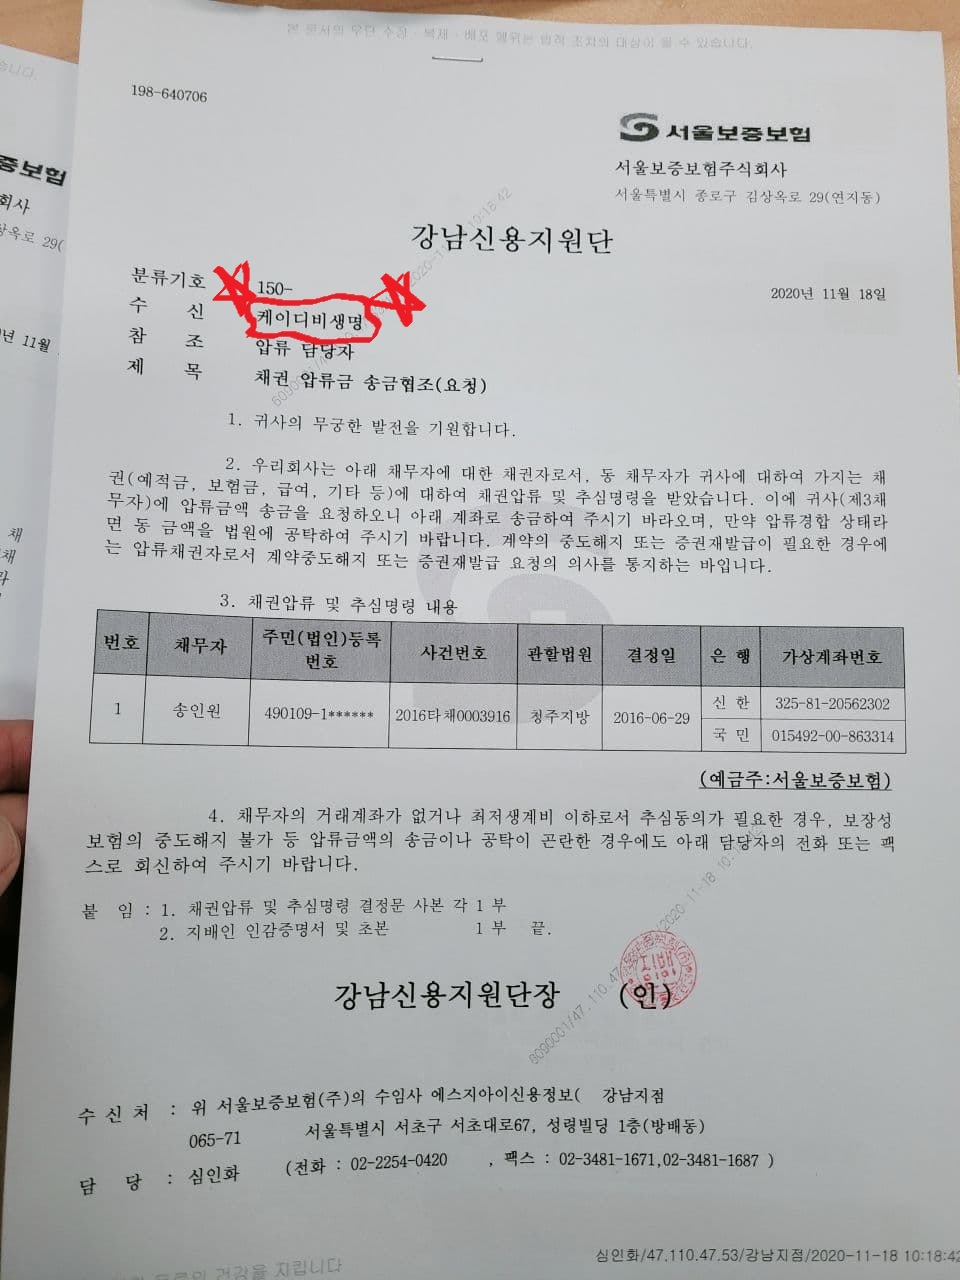 본 문서의 무단 수정·복제·배포 행위는 법적 조치의 대상이 될 수 있습니다.
198-640706
서울보증보험
서울보증보험주식회사
서울특별시 종로구 김상옥로 29(연지동)
강남신용지원단
분류기호 150-
2020년 11월 18일
수 신 케이디비생명
참 조 압류 담당자
제 목 채권 압류금 송금협조(요청)
1. 귀사의 무궁한 발전을 기원합니다.
2. 우리회사는 아래 채무자에 대한 채권자로서, 동 채무자가 귀사에 대하여 가지는 채
권(예적금, 보험금, 급여, 기타 등)에 대하여 채권압류 및 추심명령을 받았습니다. 이에 귀사(제3채
무자)에 압류금액 송금을 요청하오니 아래 계좌로 송금하여 주시기 바라오며, 만약 압류경합 상태라
면 동 금액을 법원에 공탁하여 주시기 바랍니다. 계약의 중도해지 또는 증권재발급이 필요한 경우에
는 압류채권자로서 계약중도해지 또는 증권재발급 요청의 의사를 통지하는 바입니다.
3. 채권압류 및 추심명령 내용
번호 채무자 주민(법인)등록번호 사건번호 관할법원 결정일 은 행 가상계좌번호
1 송인원 490109-1****** 2016타채0003916 청주지방 2016-06-29 신 한 325-81-20562302
국 민 015492-00-863314
(예금주:서울보증보험)
4. 채무자의 거래계좌가 없거나 최저생계비 이하로서 추심동의가 필요한 경우, 보장성
보험의 중도해지 불가 등 압류금액의 송금이나 공탁이 곤란한 경우에도 아래 담당자의 전화 또는 팩
스로 회신하여 주시기 바랍니다.
붙 임 : 1. 채권압류 및 추심명령 결정문 사본 각 1 부
2. 지배인 인감증명서 및 초본 1 부 끝.
강남신용지원단장 (인)
수 신 처 : 위 서울보증보험(주)의 수임사 에스지아이신용정보( 강남지점
065-71 서울특별시 서초구 서초대로67, 성령빌딩 1층(방배동)
담 당 : 심인화 (전화 : 02-2254-0420 , 팩스 : 02-3481-1671,02-3481-1687 )
심인화/47.110.47.53/강남지점/2020-11-18 10:18:42